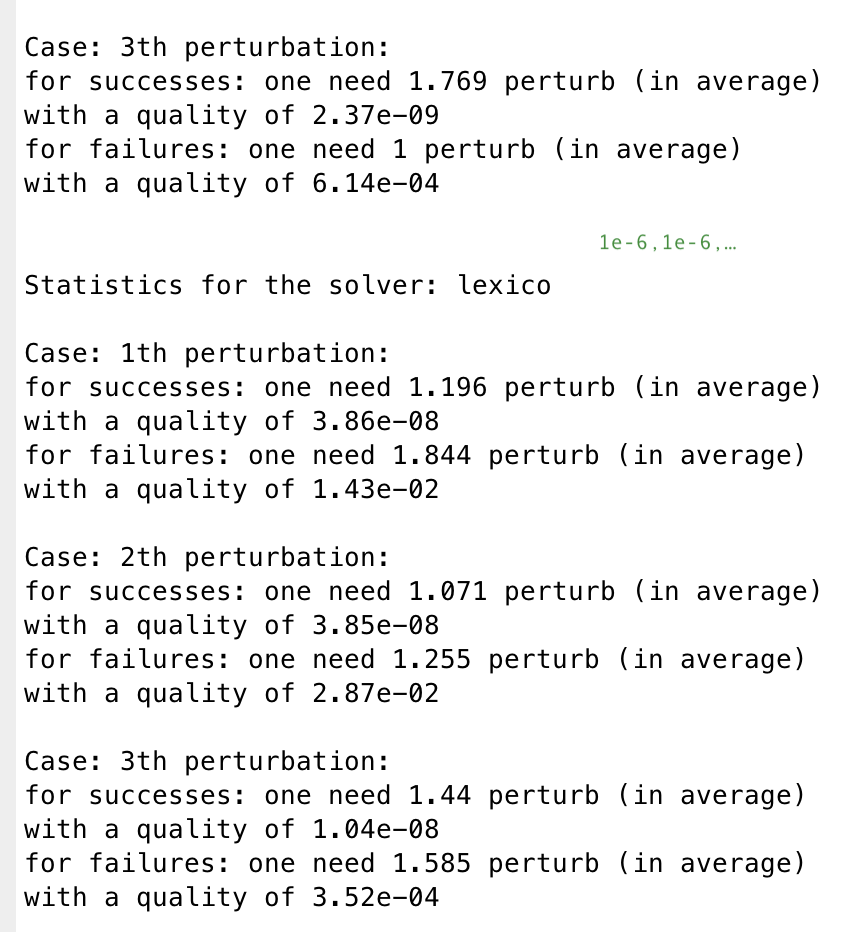 Case: 3th perturbation:
for successes: one need 1.769 perturb (in average)
with a quality of 2.37e-09
for failures: one need 1 perturb (in average)
with a quality of 6.14e-04
1e-6,1e-6,…
Statistics for the solver: lexico
Case: 1th perturbation:
for successes: one need 1.196 perturb (in average)
with a quality of 3.86e-08
for failures: one need 1.844 perturb (in average)
with a quality of 1.43e-02
Case: 2th perturbation:
for successes: one need 1.071 perturb (in average)
with a quality of 3.85e-08
for failures: one need 1.255 perturb (in average)
with a quality of 2.87e-02
Case: 3th perturbation:
for successes: one need 1.44 perturb (in average)
with a quality of 1.04e-08
for failures: one need 1.585 perturb (in average)
with a quality of 3.52e-04